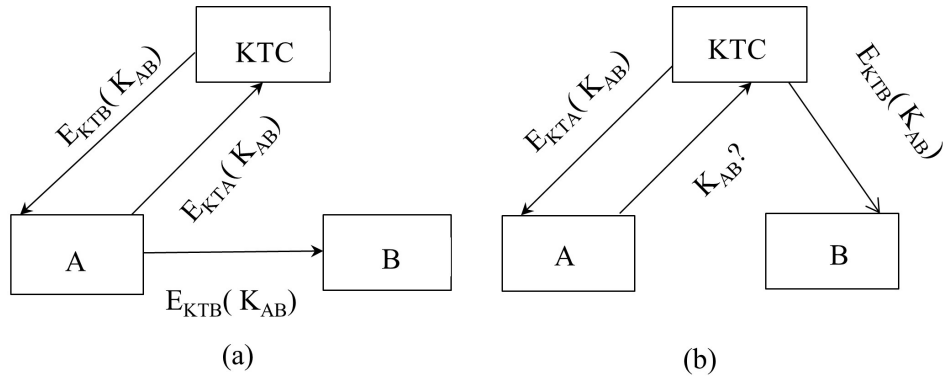 KTC
E_KTB( K_AB)
E_KTA( K_AB)
A
B
E_KTB( K_AB)
(a)
KTC
E_KTA( K_AB)
K_AB?
E_KTB( K_AB)
A
B
(b)